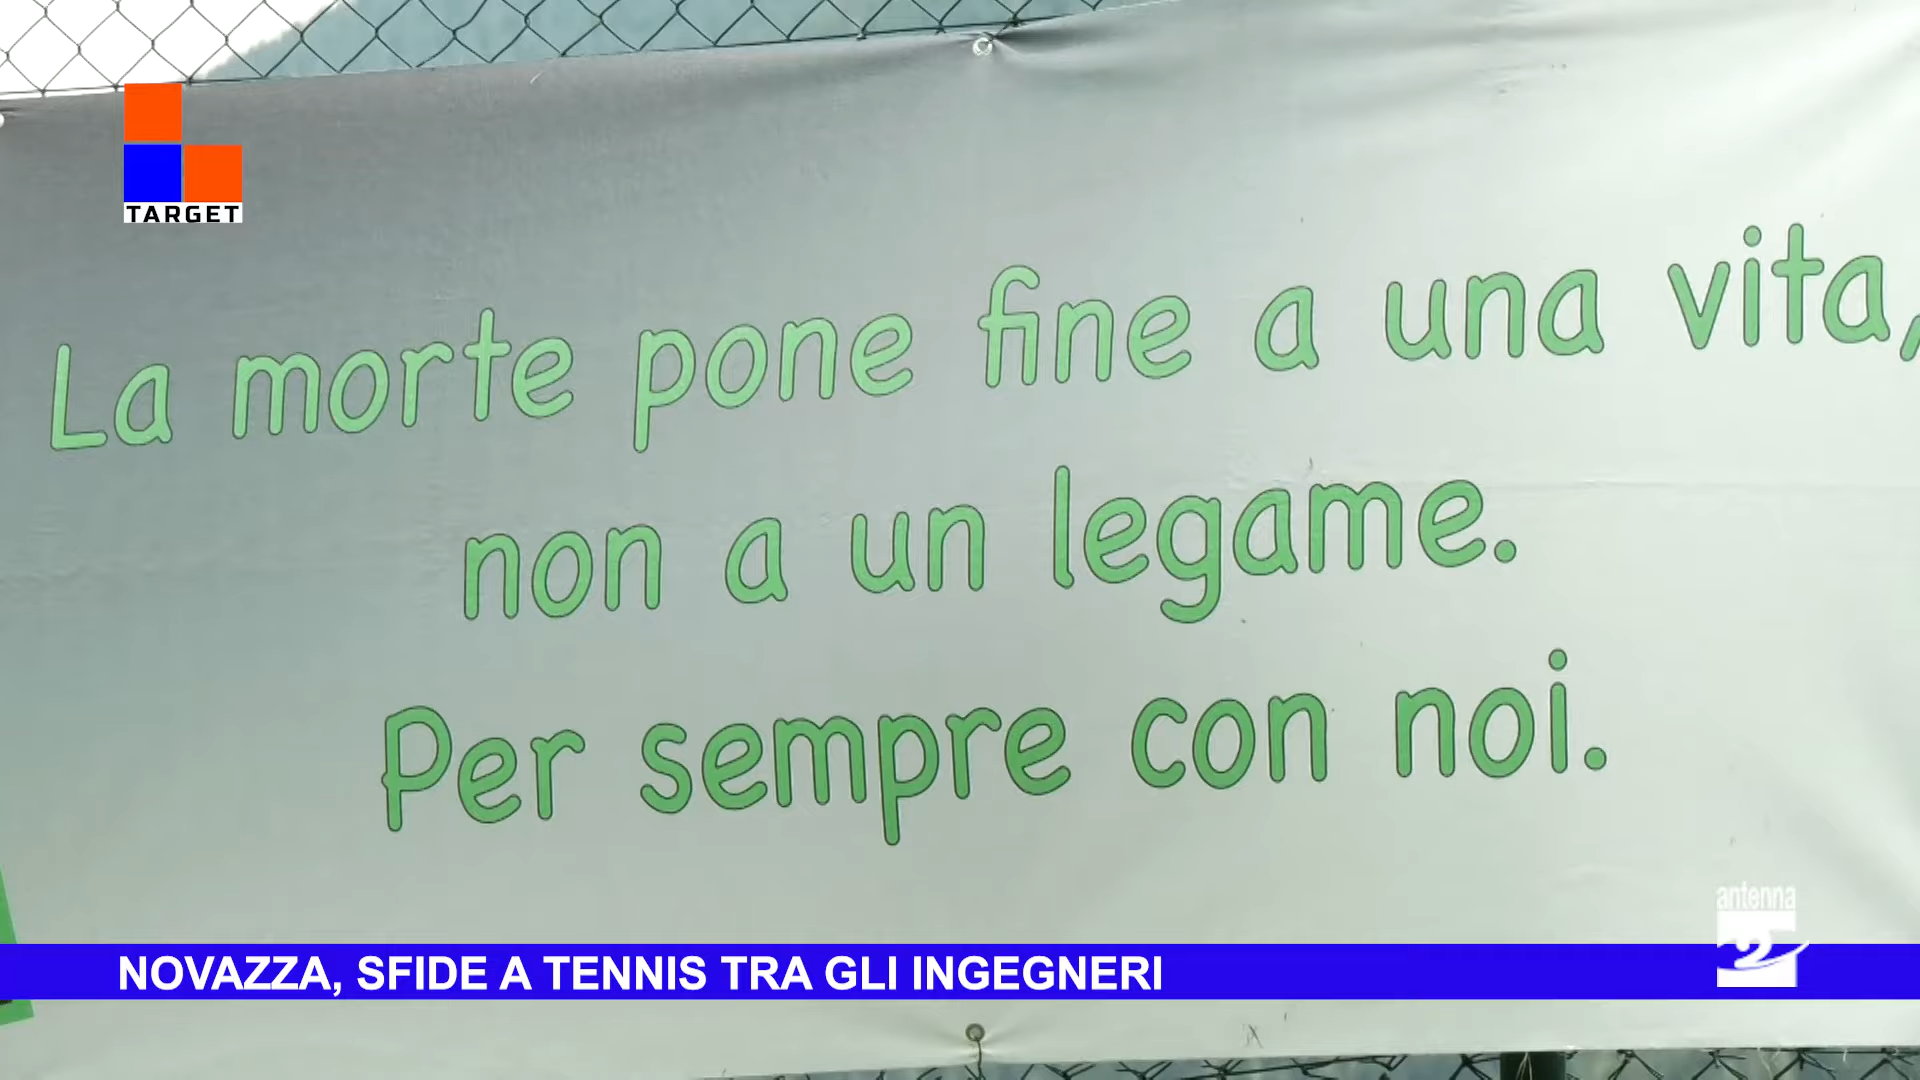 TARGET
La morte pone fine a una vita,
non a un legame.
Per sempre con noi.
antenna
2
NOVAZZA, SFIDE A TENNIS TRA GLI INGEGNERI